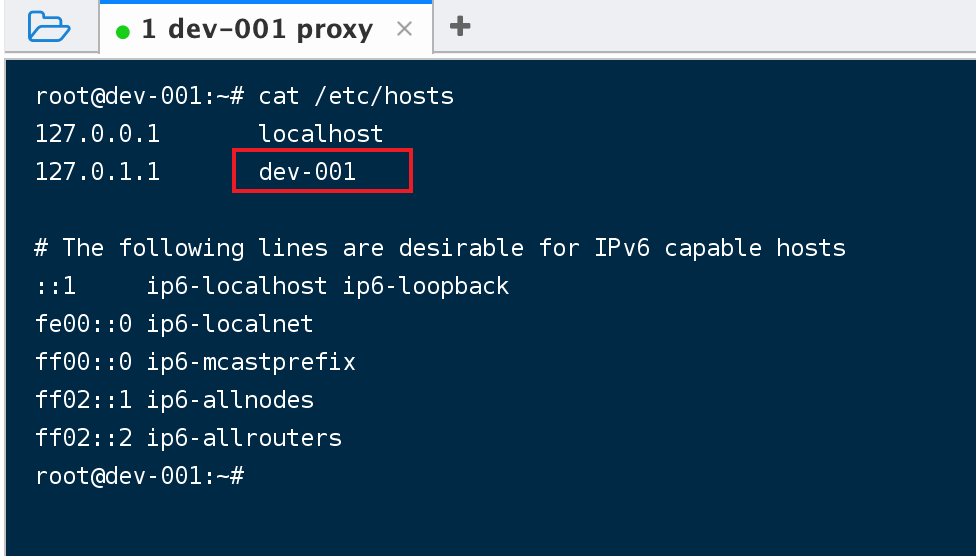 1 dev-001 proxy
root@dev-001:~# cat /etc/hosts
127.0.0.1 localhost
127.0.1.1 dev-001
# The following lines are desirable for IPv6 capable hosts
::1 ip6-localhost ip6-loopback
fe00::0 ip6-localnet
ff00::0 ip6-mcastprefix
ff02::1 ip6-allnodes
ff02::2 ip6-allrouters
root@dev-001:~#